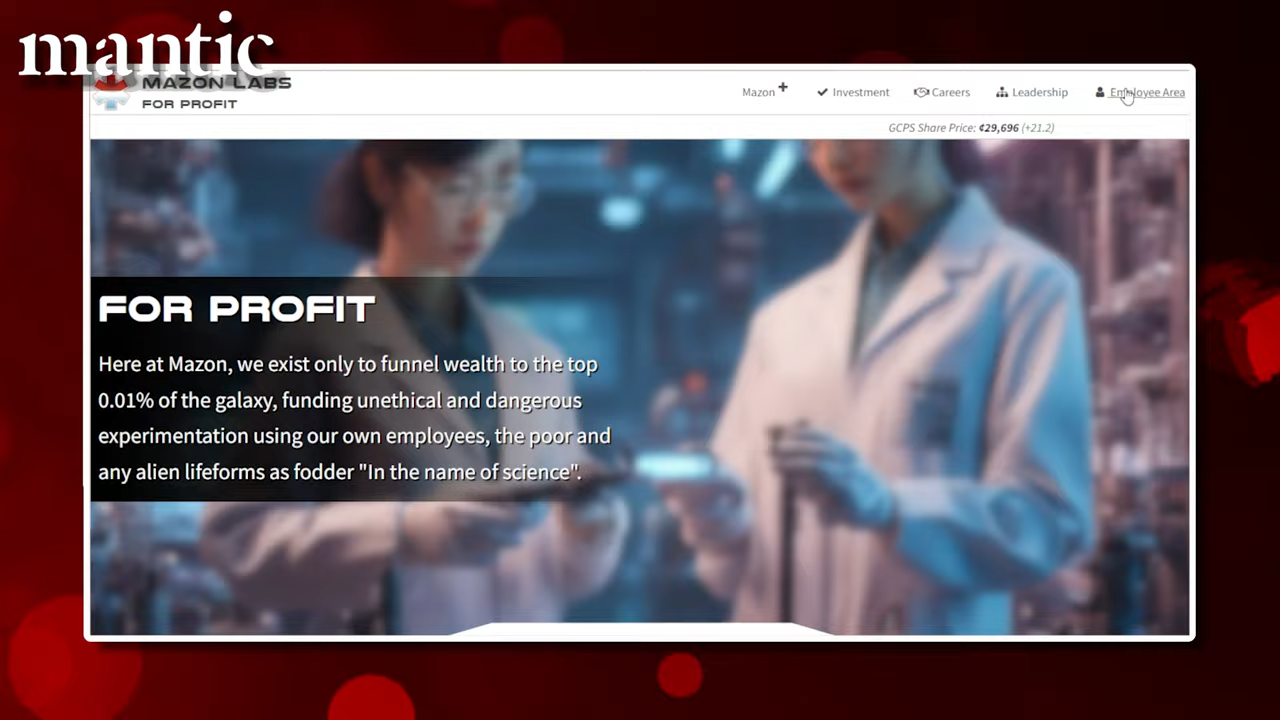 mantic
MAZON LABS
FOR PROFIT
Mazon + Investment Careers Leadership Employee Area
GCPS Share Price: ¢29,696 (+21.2)
FOR PROFIT
Here at Mazon, we exist only to funnel wealth to the top
0.01% of the galaxy, funding unethical and dangerous
experimentation using our own employees, the poor and
any alien lifeforms as fodder "In the name of science".